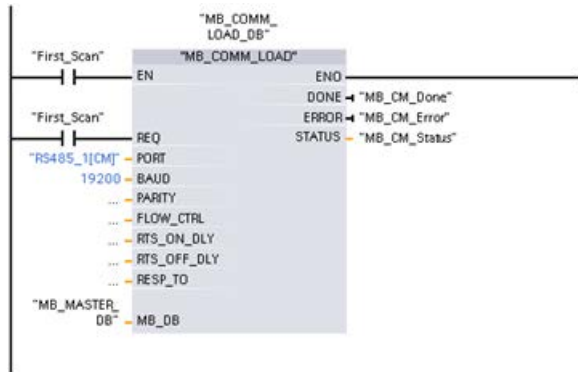 "MB_COMM_
LOAD_DB"
"First_Scan"
"MB_COMM_LOAD"
EN
ENO
DONE
"MB_CM_Done"
ERROR
"MB_CM_Error"
"First_Scan"
REQ
STATUS
"MB_CM_Status"
"RS485_1[CM]"
PORT
19200
BAUD
...
PARITY
...
FLOW_CTRL
...
RTS_ON_DLY
...
RTS_OFF_DLY
...
RESP_TO
"MB_MASTER_
DB"
MB_DB